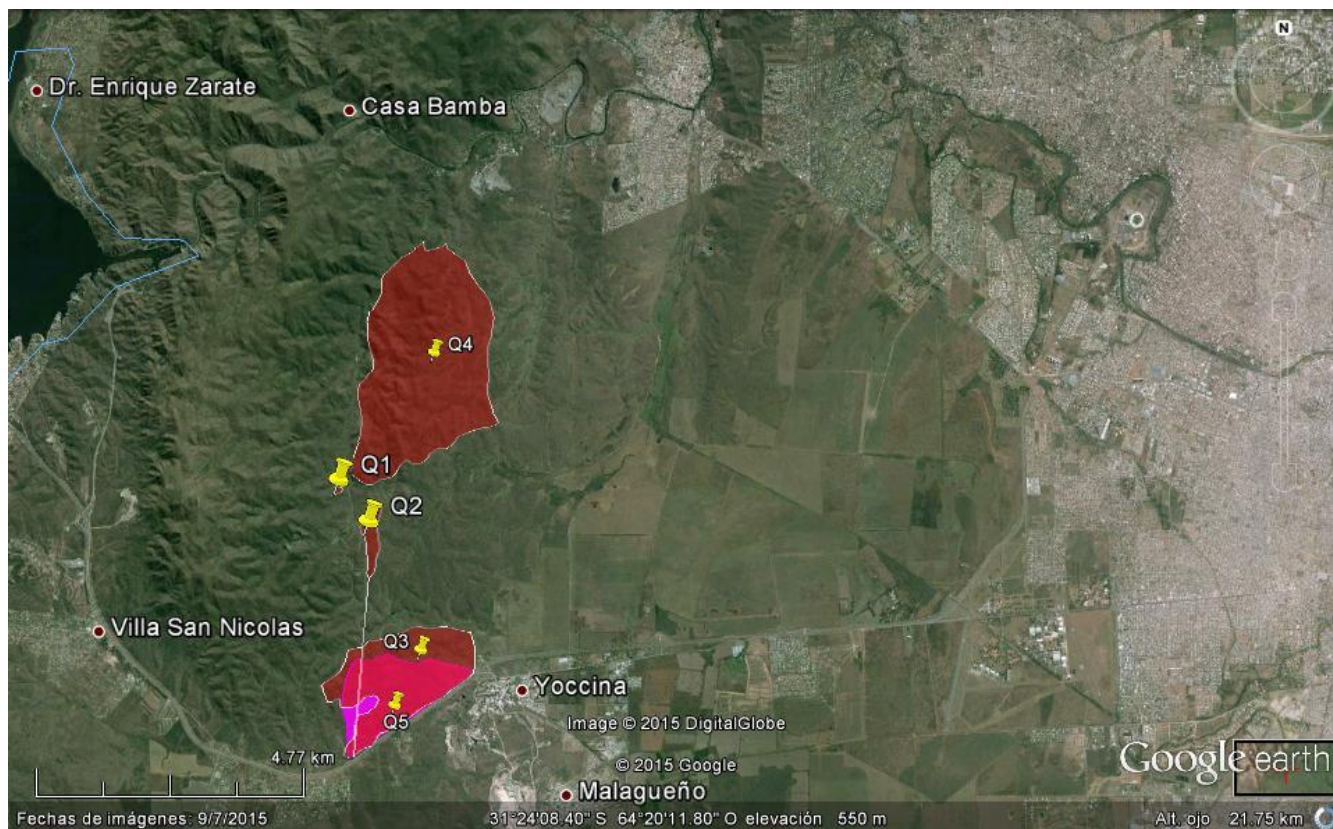 N
Dr. Enrique Zarate
Casa Bamba
Q4
Q1
Q2
Villa San Nicolas
Q3
Yoccina
Q5
Image © 2015 DigitalGlobe
4.77 km
© 2015 Google
Google earth
Malagueño
Fechas de imágenes: 9/7/2015 31°24'08.40" S 64°20'11.80" O elevación 550 m Alt. ojo 21.75 km